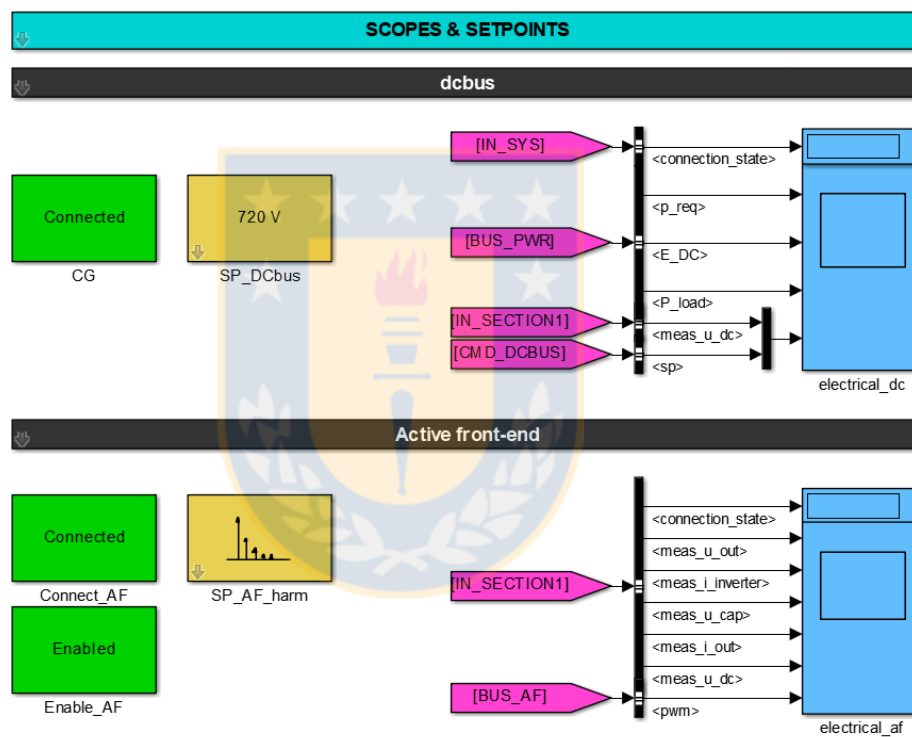 SCOPES & SETPOINTS
dcbus
[IN_SYS]
<connection_state>
Connected
720 V
<p_req>
[BUS_PWR]
<E_DC>
CG
SP_DCbus
<P_load>
[IN_SECTION1]
<meas_u_dc>
[CMD_DCBUS]
<sp>
electrical_dc
Active front-end
<connection_state>
Connected
<meas_u_out>
[IN_SECTION1]
<meas_i_inverter>
Connect_AF
SP_AF_harm
<meas_u_cap>
Enabled
<meas_i_out>
<meas_u_dc>
[BUS_AF]
Enable_AF
<pwm>
electrical_af